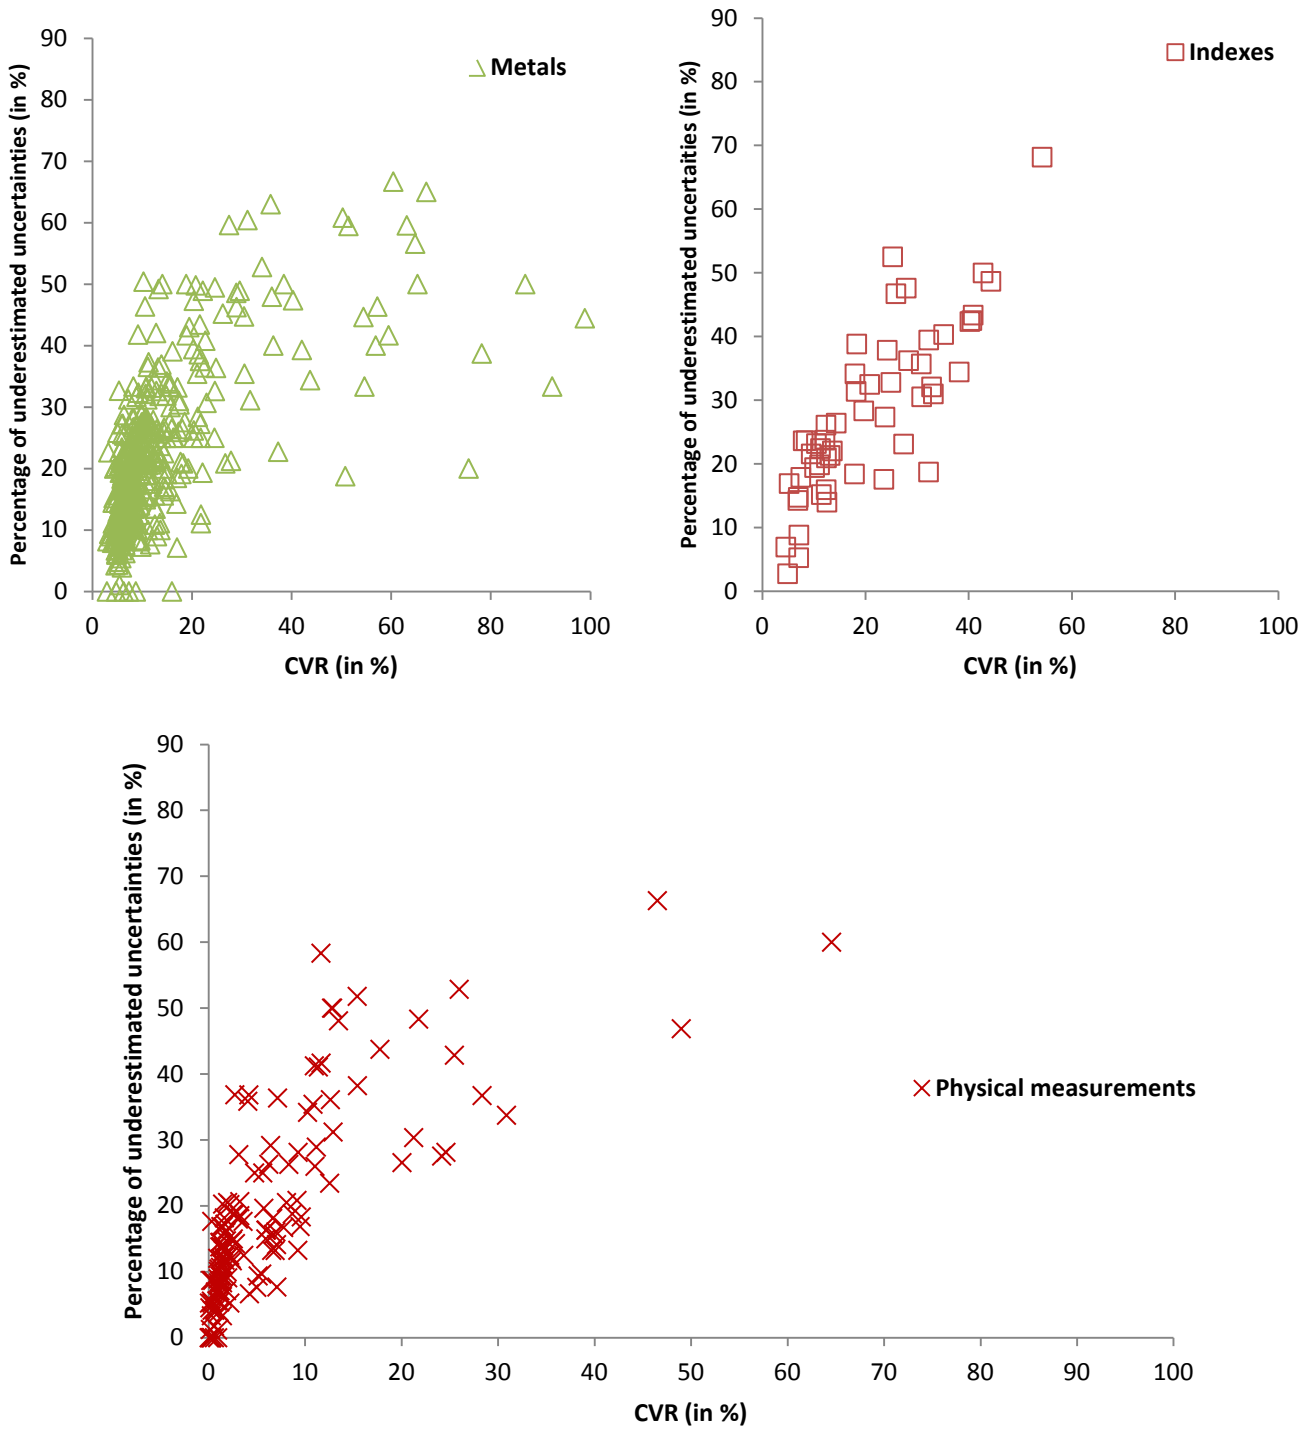 Percentage of underestimated uncertainties (in %)
90
80
70
60
50
40
30
20
10
0
0 20 40 60 80 100
CVR (in %)
Metals
Percentage of underestimated uncertaities (in %)
90
80
70
60
50
40
30
20
10
0
0 20 40 60 80 100
CVR (in %)
Indexes
Percentage of underestimated uncertainties (in %)
90
80
70
60
50
40
30
20
10
0
0 10 20 30 40 50 60 70 80 90 100
CVR (in %)
Physical measurements